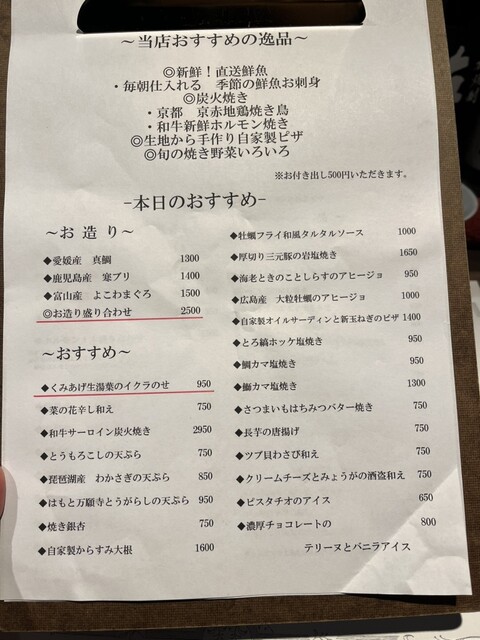 ～当店おすすめの逸品～
◎新鮮！直送鮮魚
・毎朝仕入れる　季節の鮮魚お刺身
◎炭火焼き
・京都　京赤地鶏焼き鳥
・和牛新鮮ホルモン焼き
◎生地から手作り自家製ピザ
◎旬の焼き野菜いろいろ
※お付き出し500円いただきます。
-本日のおすすめ-
～お 造 り～
◆愛媛産　真鯛　1300
◆鹿児島産　寒ブリ　1400
◆富山産　よこわまぐろ　1500
◎お造り盛り合わせ　2500
～おすすめ～
◆くみあげ生湯葉のイクラのせ　950
◆菜の花辛し和え　750
◆和牛サーロイン炭火焼き　2950
◆とうもろこしの天ぷら　750
◆琵琶湖産　わかさぎの天ぷら　850
◆はもと万願寺とうがらしの天ぷら　950
◆焼き銀杏　750
◆自家製からすみ大根　1600
◆牡蠣フライ和風タルタルソース　1000
◆厚切り三元豚の岩塩焼き　1650
◆海老ときのことしらすのアヒージョ　950
◆広島産　大粒牡蠣のアヒージョ　1000
◆自家製オイルサーディンと新玉ねぎのピザ　1400
◆とろ縞ホッケ塩焼き　950
◆鯛カマ塩焼き　950
◆鰤カマ塩焼き　1300
◆さつまいもはちみつバター焼き　750
◆長芋の唐揚げ　750
◆ツブ貝わさび和え　750
◆クリームチーズとみょうがの酒盗和え　750
◆ピスタチオのアイス　650
◆濃厚チョコレートの　800
テリーヌとバニラアイス